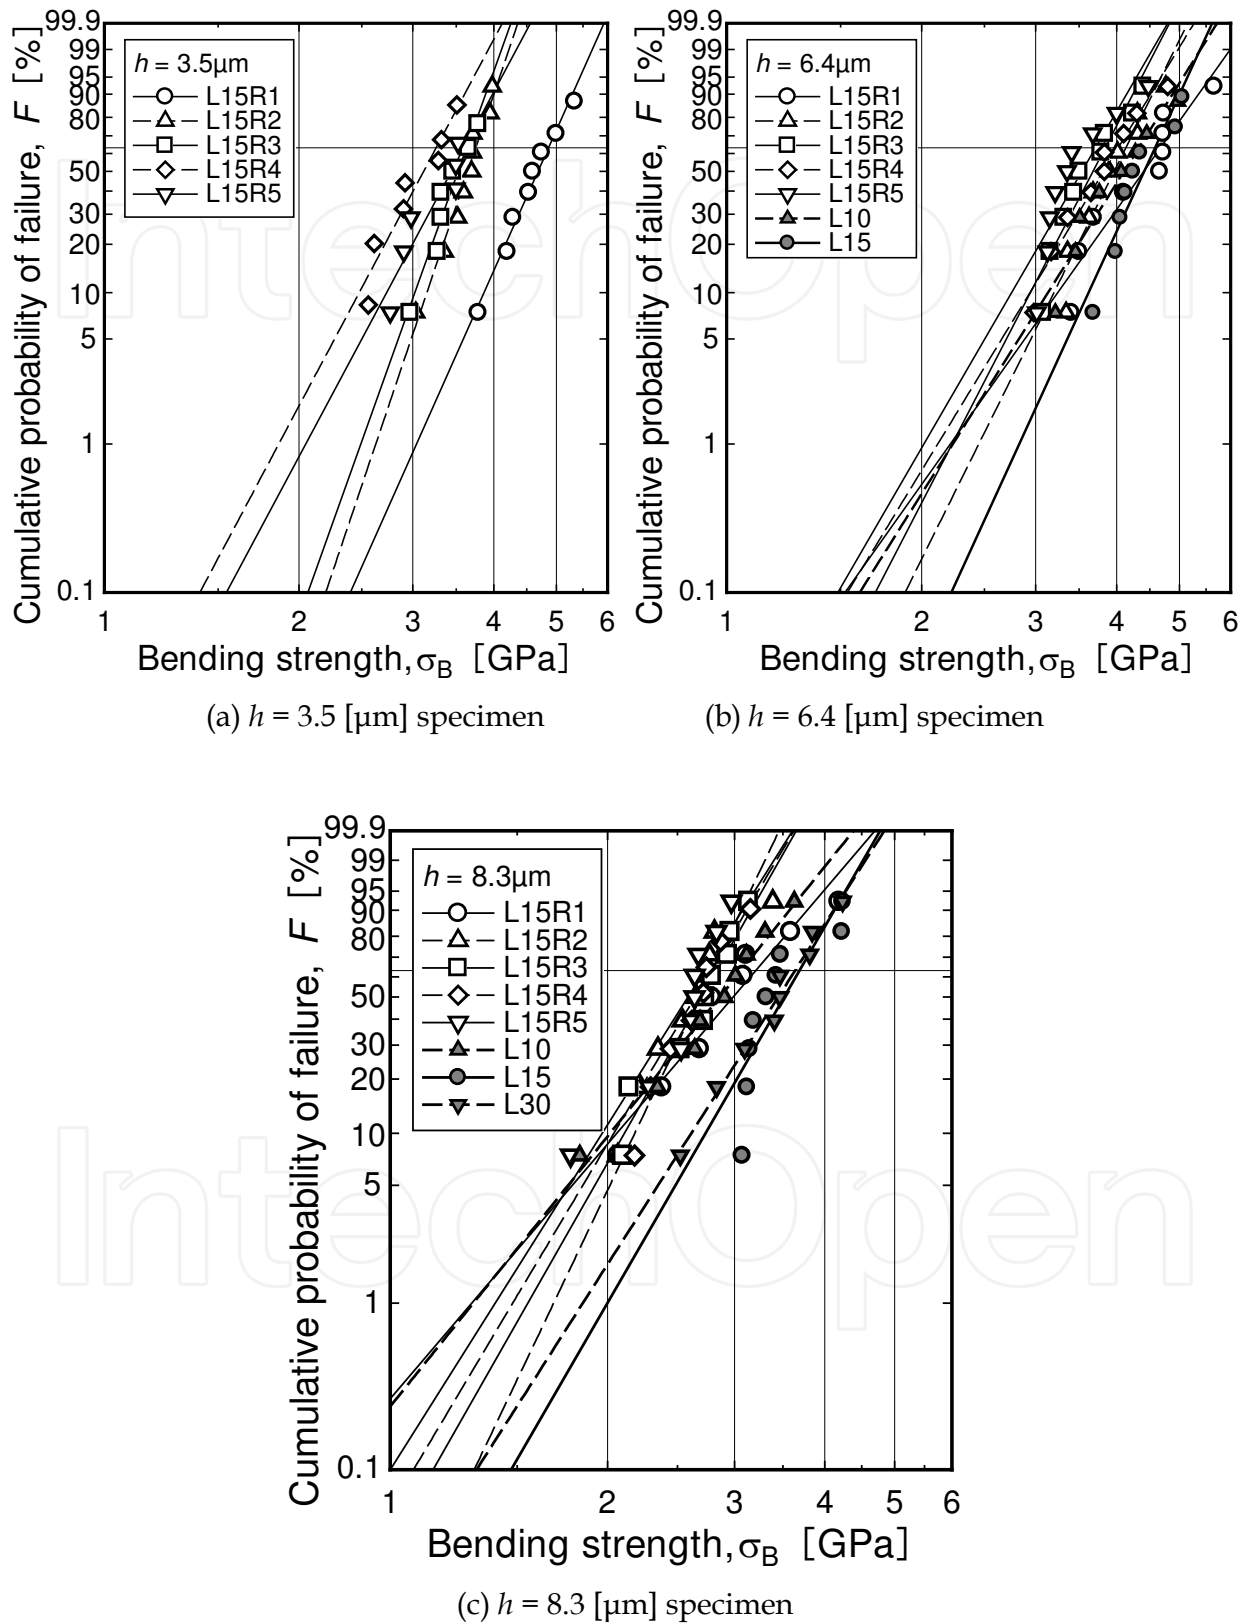 99.9
99
95
90
80
50
30
20
10
5
1
0.1
Cumulative probability of failure, F [%]
h = 3.5µm
L15R1
L15R2
L15R3
L15R4
L15R5
1 2 3 4 5 6
Bending strength,σB [GPa]
(a) h = 3.5 [µm] specimen
99.9
99
95
90
80
50
30
20
10
5
1
0.1
Cumulative probability of failure, F [%]
h = 6.4µm
L15R1
L15R2
L15R3
L15R4
L15R5
L10
L15
1 2 3 4 5 6
Bending strength,σB [GPa]
(b) h = 6.4 [µm] specimen
IntechOpen
99.9
99
95
90
80
50
30
20
10
5
1
0.1
Cumulative probability of failure, F [%]
h = 8.3µm
L15R1
L15R2
L15R3
L15R4
L15R5
L10
L15
L30
1 2 3 4 5 6
Bending strength,σB [GPa]
(c) h = 8.3 [µm] specimen
IntechOpen